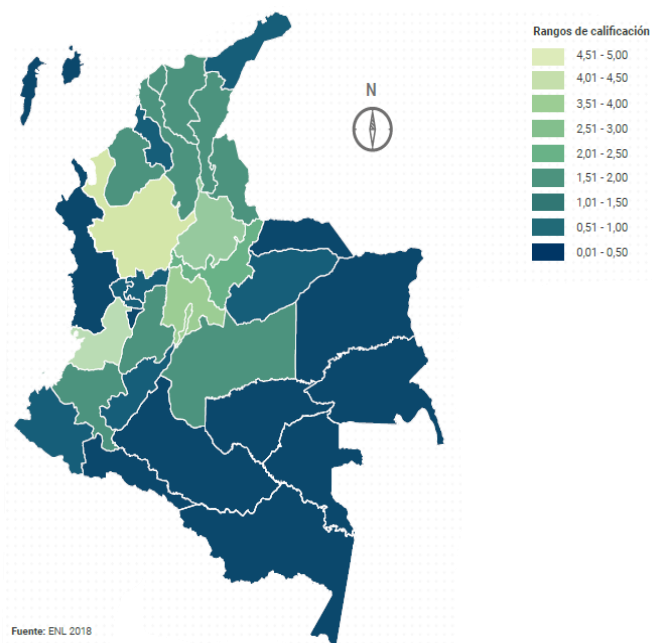 Rangos de calificación
4,51 - 5,00
4,01 - 4,50
3,51 - 4,00
2,51 - 3,00
2,01 - 2,50
1,51 - 2,00
1,01 - 1,50
0,51 - 1,00
0,01 - 0,50
N
Fuente: ENL 2018